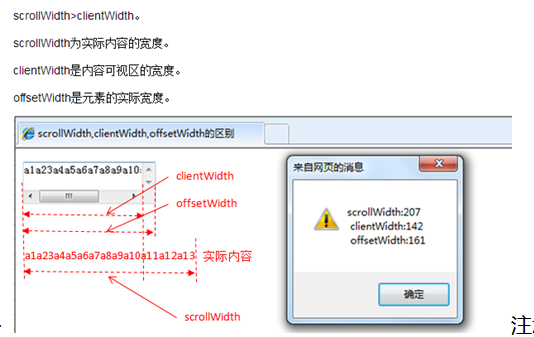 scrollWidth>clientWidth。
scrollWidth为实际内容的宽度。
clientWidth是内容可视区的宽度。
offsetWidth是元素的实际宽度。
scrollWidth,clientWidth,offsetWidth的区别
来自网页的消息
a1a23a4a5a6a7a8a9a10
clientWidth
offsetWidth
scrollWidth:207
clientWidth:142
offsetWidth:161
a1a23a4a5a6a7a8a9a10a11a12a13 实际内容
确定
scrollWidth
注